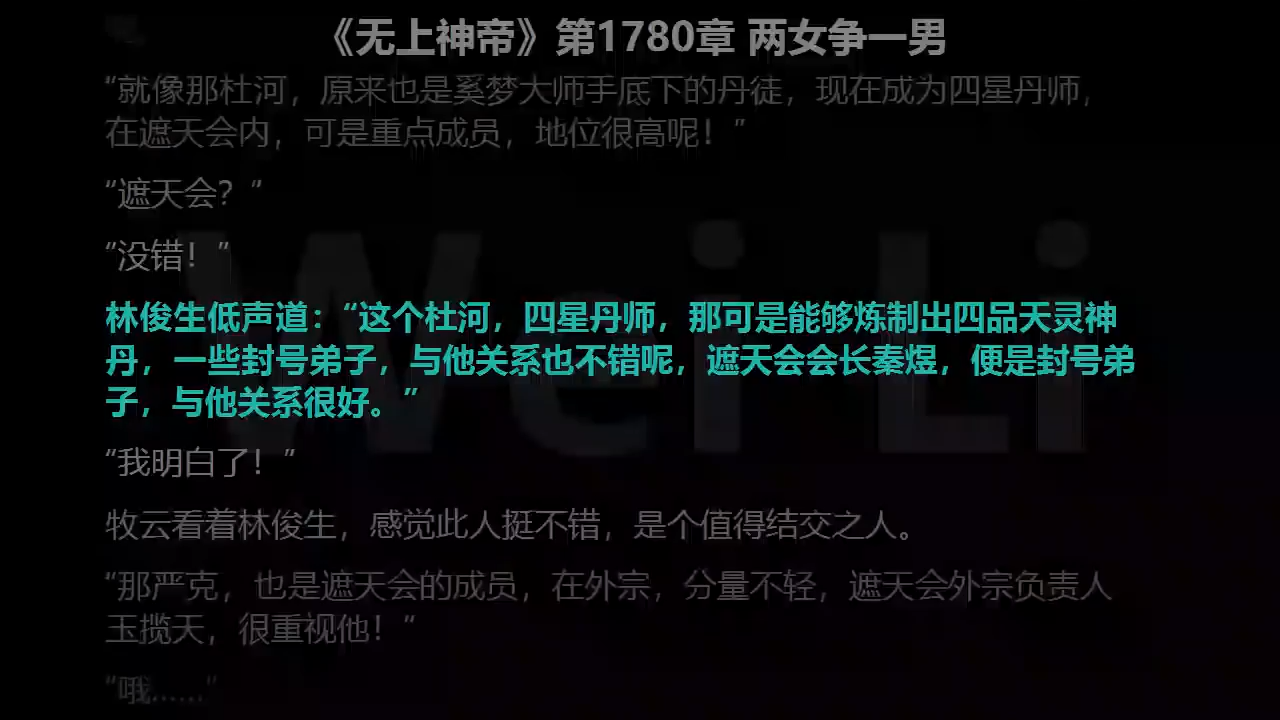 《无上神帝》第1780章 两女争一男
“就像那杜河，原来也是奚梦大师手底下的丹徒，现在成为四星丹师，
在遮天会内，可是重点成员，地位很高呢！”
“遮天会？”
“没错！”
林俊生低声道：“这个杜河，四星丹师，那可是能够炼制出四品天灵神
丹，一些封号弟子，与他关系也不错呢，遮天会会长秦煜，便是封号弟
子，与他关系很好。”
“我明白了！”
牧云看着林俊生，感觉此人挺不错，是个值得结交之人。
“那严克，也是遮天会的成员，在外宗，分量不轻，遮天会外宗负责人
玉揽天，很重视他！”
“哦……”
Wei Li